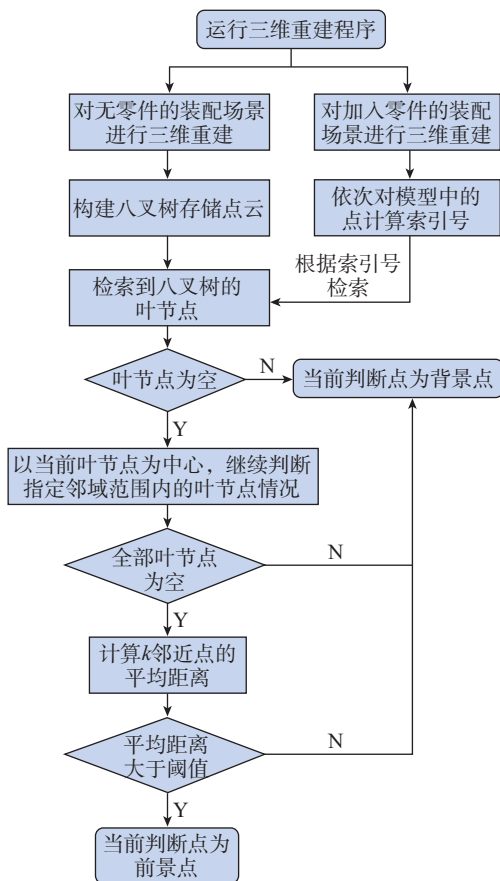 运行三维重建程序
对无零件的装配场景
进行三维重建
对加入零件的装配
场景进行三维重建
构建八叉树存储点云
依次对模型中的
点计算索引号
根据索引号
检索
检索到八叉树的
叶节点
叶节点为空
N
当前判断点为背景点
Y
以当前叶节点为中心，继续判断
指定邻域范围内的叶节点情况
全部叶节点
为空
N
Y
计算k邻近点的
平均距离
平均距离
大于阈值
N
Y
当前判断点为
前景点